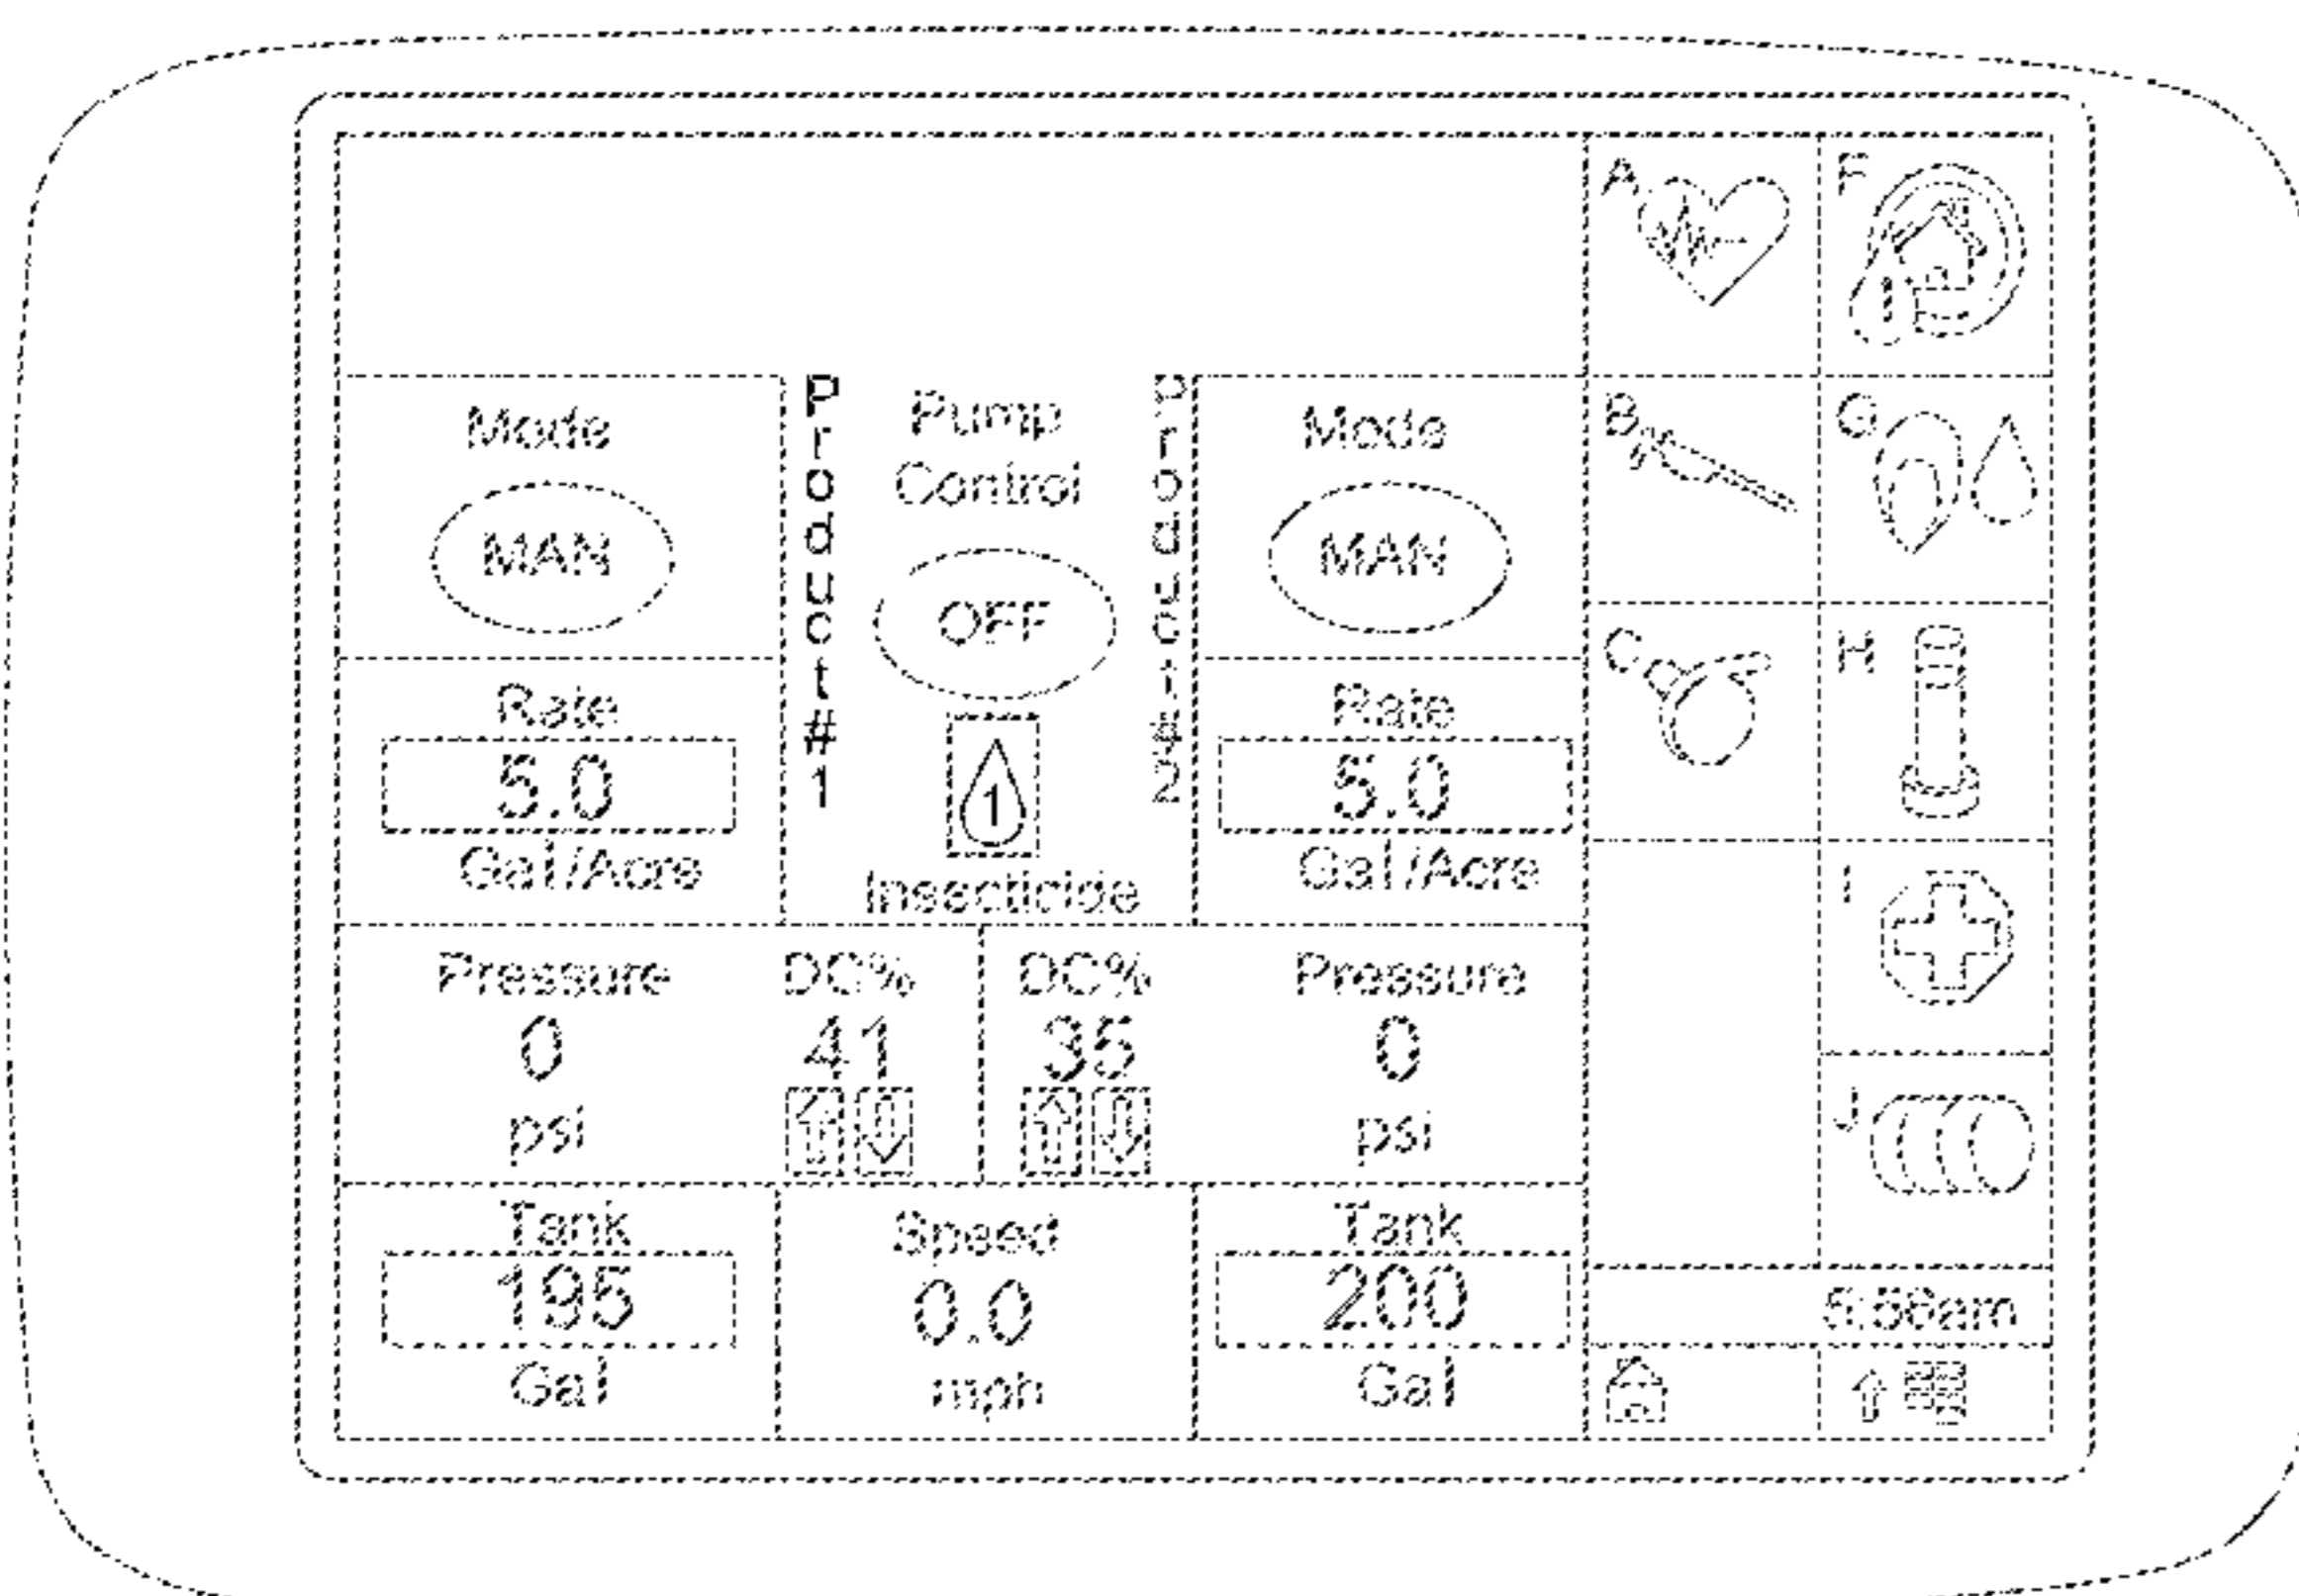 A F
Mode
Product#1
Pump
Control
Product#2
Mode
B G
MAN
OFF
MAN
C H
Rate
5.0
Gal/Acre
1
Insecticide
Rate
5.0
Gal/Acre
I
Pressure DC% DC% Pressure
0 41 35 0
psi psi
J
Tank Speed Tank
195 0.0 200
Gal mph Gal